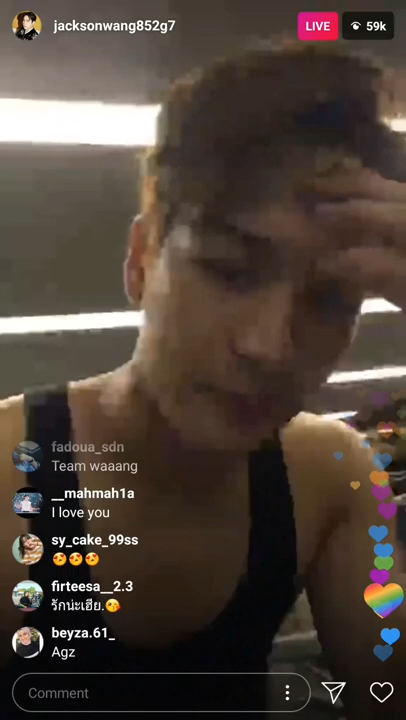 jacksonwang852g7
LIVE
59k
fadoua_sdn
Team waaang
__mahmah1a
I love you
sy_cake_99ss
😍😍😍
firteesa__2.3
รักน่ะเฮีย.😘
beyza.61_
Agz
Comment